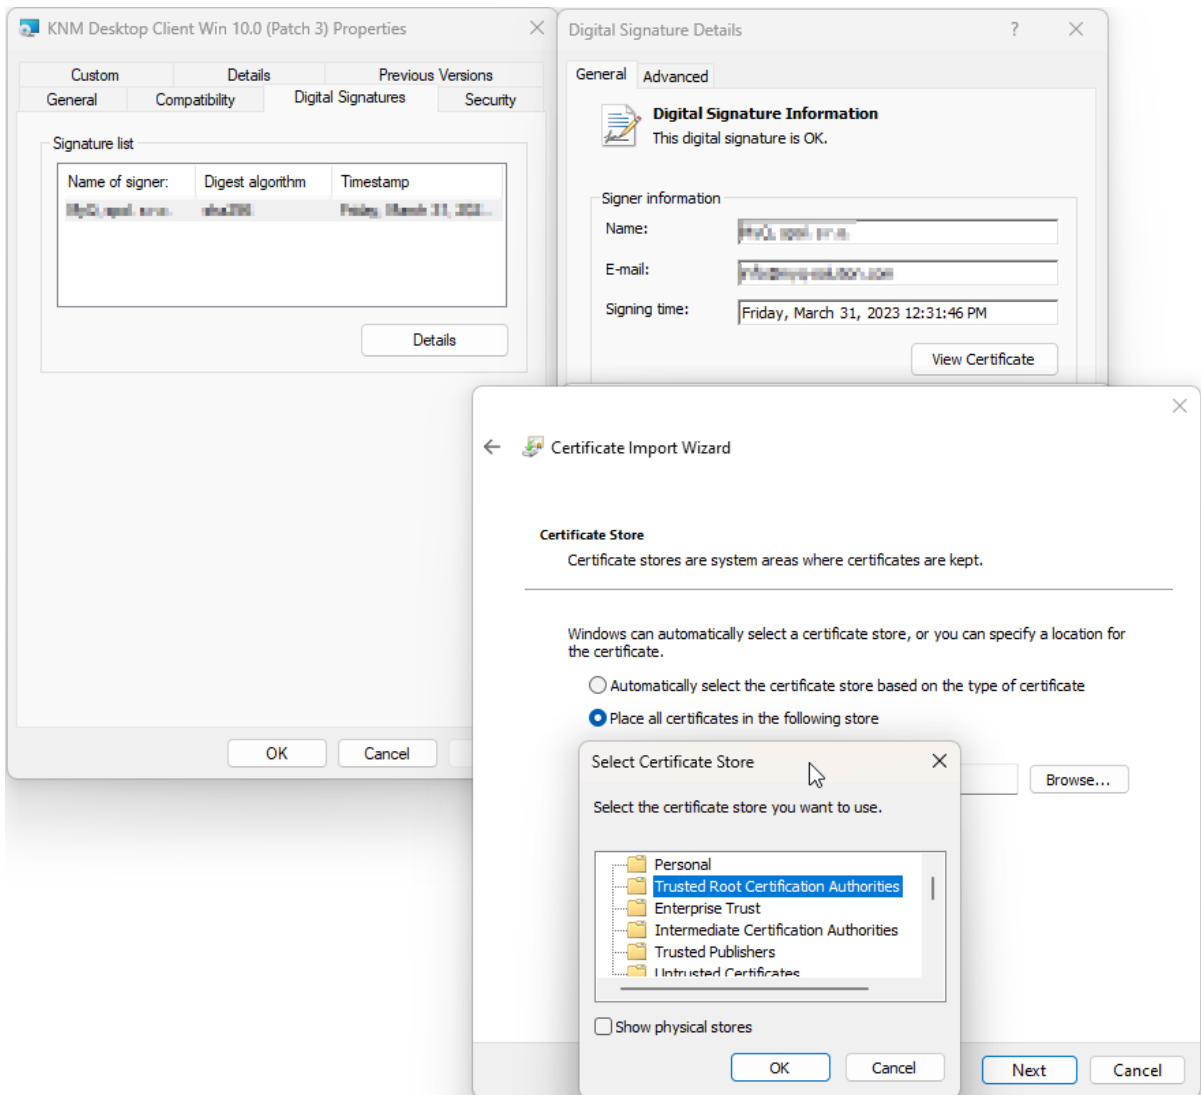 KNM Desktop Client Win 10.0 (Patch 3) Properties
Custom
Details
Previous Versions
General
Compatibility
Digital Signatures
Security
Signature list
Name of signer:
Digest algorithm
Timestamp
Details
OK
Cancel
Digital Signature Details
?
General
Advanced
Digital Signature Information
This digital signature is OK.
Signer information
Name:
E-mail:
Signing time:
Friday, March 31, 2023 12:31:46 PM
View Certificate
Certificate Import Wizard
Certificate Store
Certificate stores are system areas where certificates are kept.
Windows can automatically select a certificate store, or you can specify a location for
the certificate.
Automatically select the certificate store based on the type of certificate
Place all certificates in the following store
Browse...
Select Certificate Store
Select the certificate store you want to use.
Personal
Trusted Root Certification Authorities
Enterprise Trust
Intermediate Certification Authorities
Trusted Publishers
Untrusted Certificates
Show physical stores
OK
Cancel
Next
Cancel